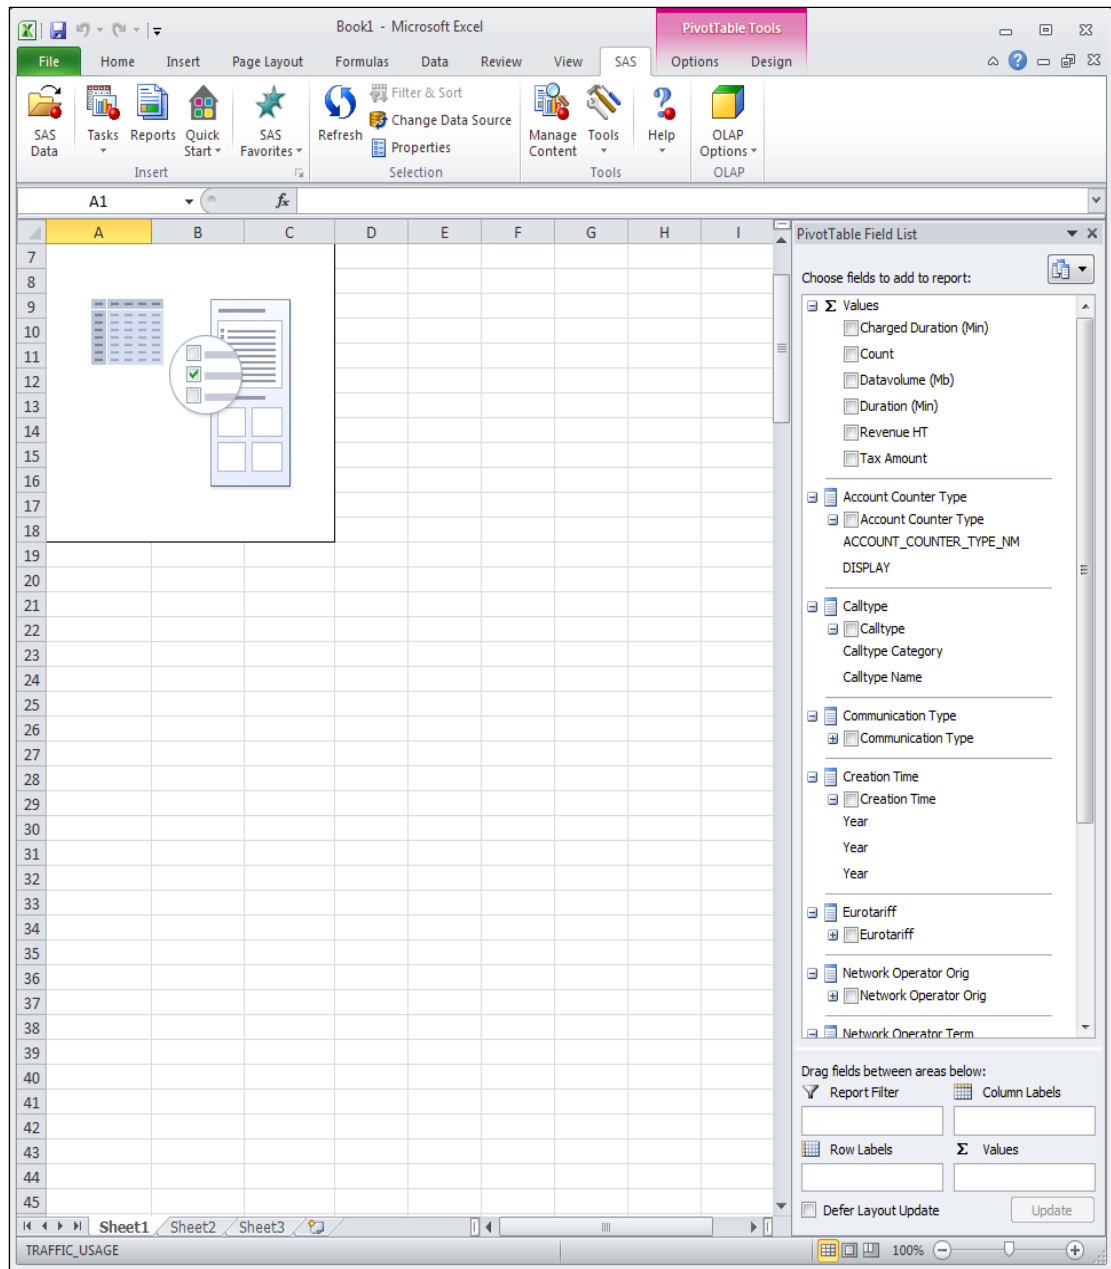 Book1 - Microsoft Excel
PivotTable Tools
File Home Insert Page Layout Formulas Data Review View SAS Options Design
SAS Data
Tasks
Reports
Quick Start
SAS Favorites
Insert
Refresh
Filter & Sort
Change Data Source
Properties
Selection
Manage Content
Tools
Tools
Help
OLAP Options
OLAP
A1 fx
A B C D E F G H I
7
8
9
10
11
12
13
14
15
16
17
18
19
20
21
22
23
24
25
26
27
28
29
30
31
32
33
34
35
36
37
38
39
40
41
42
43
44
45
PivotTable Field List
Choose fields to add to report:
Σ Values
Charged Duration (Min)
Count
Datavolume (Mb)
Duration (Min)
Revenue HT
Tax Amount
Account Counter Type
Account Counter Type
ACCOUNT_COUNTER_TYPE_NM
DISPLAY
Calltype
Calltype
Calltype Category
Calltype Name
Communication Type
Communication Type
Creation Time
Creation Time
Year
Year
Year
Eurotariff
Eurotariff
Network Operator Orig
Network Operator Orig
Network Operator Term
Drag fields between areas below:
Report Filter Column Labels
Row Labels Σ Values
Defer Layout Update Update
Sheet1 Sheet2 Sheet3
TRAFFIC_USAGE 100%